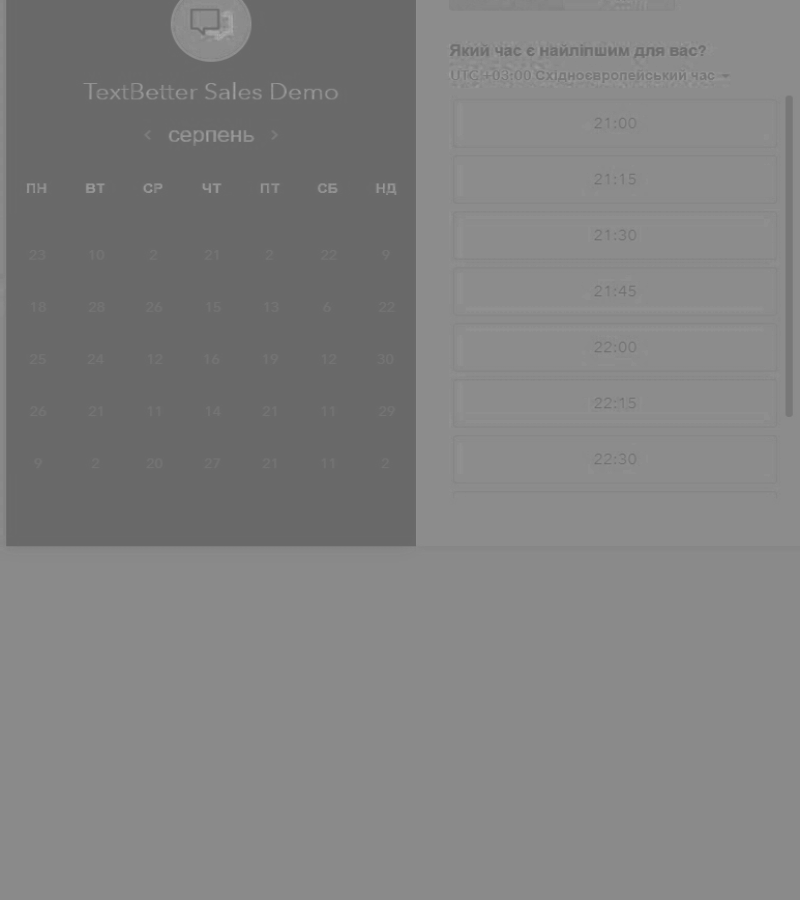 TextBetter Sales Demo
серпень
ПН ВТ СР ЧТ ПТ СБ НД
23 10 2 21 2 22 9
18 28 26 15 13 6 22
25 24 12 16 19 12 30
26 21 11 14 21 11 29
9 2 20 27 21 11 2
Який час є найліпшим для вас?
UTC +03:00 Східноєвропейський час
21:00
21:15
21:30
21:45
22:00
22:15
22:30